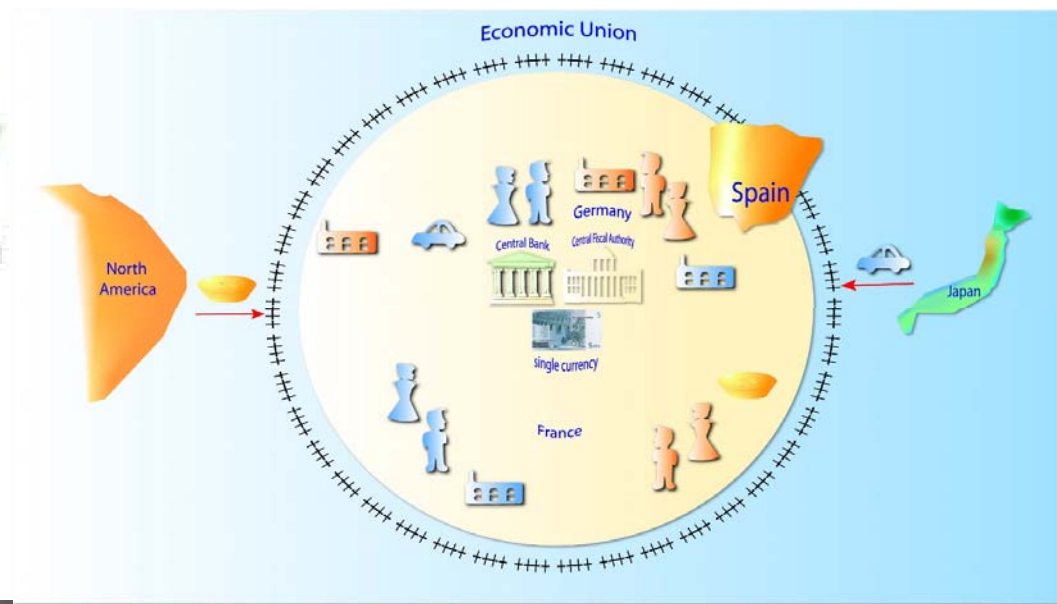 Economic Union
Spain
Germany
Central Bank
Central Fiscal Authority
North
America
Japan
single currency
France